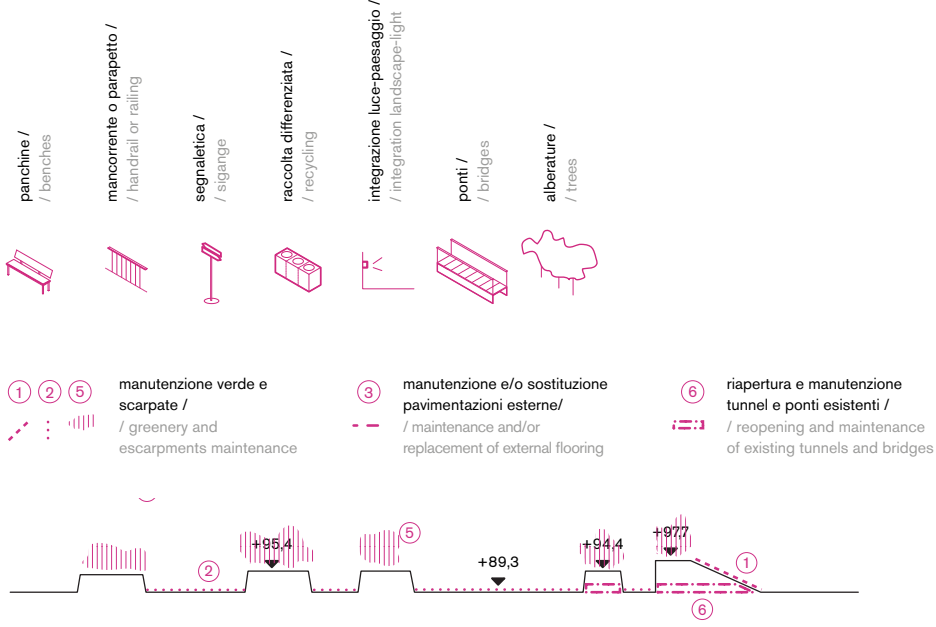 panchine /
/ benches
mancorrente o parapetto /
/ handrail or railing
segnaletica /
/ sigange
raccolta differenziata /
/ recycling
integrazione luce-paesaggio /
/ integration landscape-light
ponti /
/ bridges
alberature /
/ trees
1 2 5
manutenzione verde e
scarpate /
/ greenery and
escarpments maintenance
3
manutenzione e/o sostituzione
pavimentazioni esterne/
/ maintenance and/or
replacement of external flooring
6
riapertura e manutenzione
tunnel e ponti esistenti /
/ reopening and maintenance
of existing tunnels and bridges
+95,4
5
+94,4
+97,7
+89,3
2
1
6